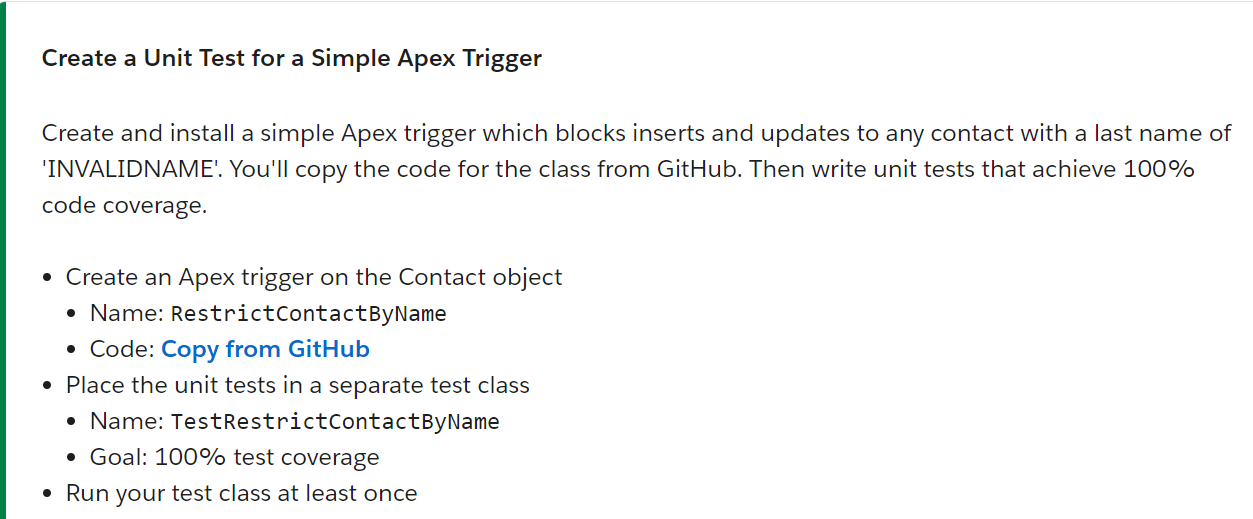 Create a Unit Test for a Simple Apex Trigger
Create and install a simple Apex trigger which blocks inserts and updates to any contact with a last name of
'INVALIDNAME'. You'll copy the code for the class from GitHub. Then write unit tests that achieve 100%
code coverage.
• Create an Apex trigger on the Contact object
• Name: RestrictContactByName
• Code: Copy from GitHub
• Place the unit tests in a separate test class
• Name: TestRestrictContactByName
• Goal: 100% test coverage
• Run your test class at least once